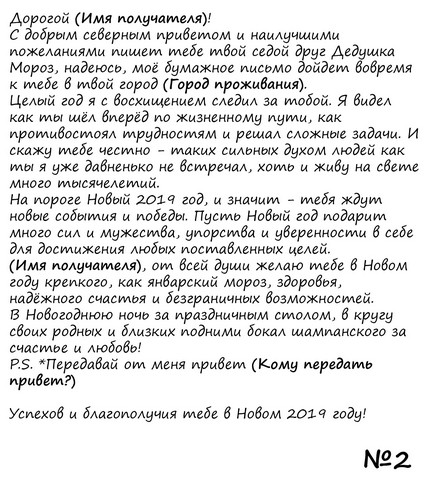 Дорогой (Имя получателя)!
С добрым северным приветом и наилучшими
пожеланиями пишет тебе твой седой друг Дедушка
Мороз, надеюсь, моё бумажное письмо дойдет вовремя
к тебе в твой город (Город проживания).
Целый год я с восхищением следил за тобой. Я видел
как ты шёл вперёд по жизненному пути, как
противостоял трудностям и решал сложные задачи. И
скажу тебе честно - таких сильных духом людей как
ты я уже давненько не встречал, хоть и живу на свете
много тысячелетий.
На пороге Новый 2019 год, и значит - тебя ждут
новые события и победы. Пусть Новый год подарит
много сил и мужества, упорства и уверенности в себе
для достижения любых поставленных целей.
(Имя получателя), от всей души желаю тебе в Новом
году крепкого, как январский мороз, здоровья,
надёжного счастья и безграничных возможностей.
В Новогоднюю ночь за праздничным столом, в кругу
своих родных и близких подними бокал шампанского за
счастье и любовь!
P.S. *Передавай от меня привет (Кому передать
привет?)
Успехов и благополучия тебе в Новом 2019 году!
№2